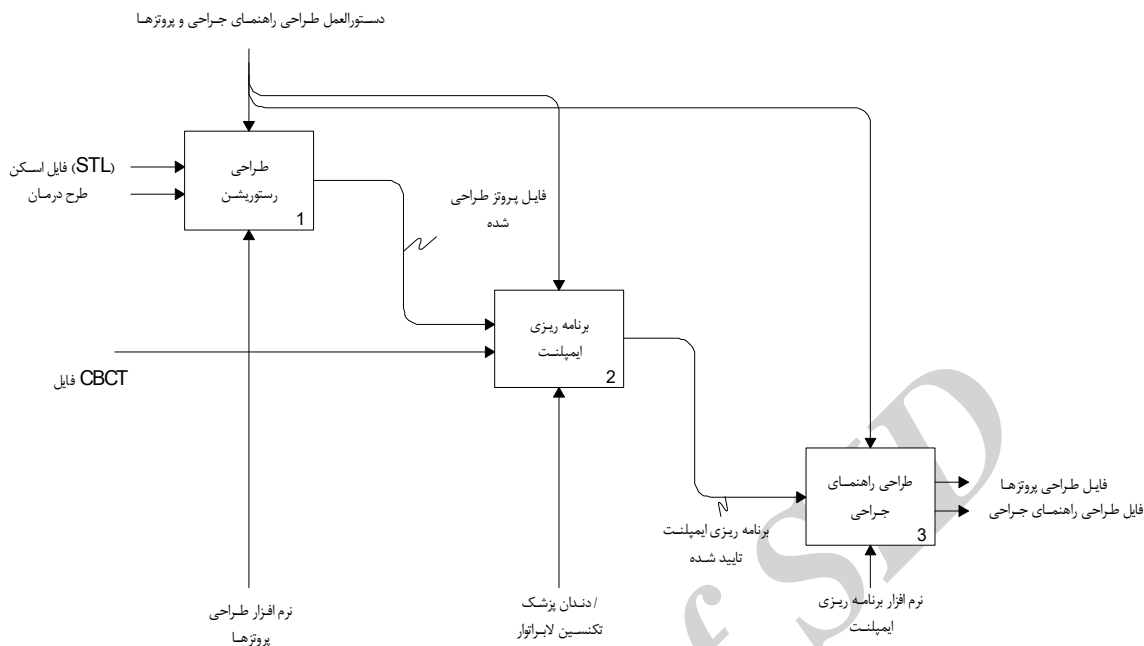 دستورالعمل طراحی راهنمای جراحی و پروتزها
(STL) فایل اسکن
طرح درمان
طراحی
رستوریشن
1
فایل پروتز طراحی
شده
برنامه ریزی
ایمپلنت
2
CBCT فایل
طراحی راهنمای
جراحی
3
فایل طراحی پروتزها
فایل طراحی راهنمای جراحی
برنامه ریزی ایمپلنت
تایید شده
نرم افزار طراحی
پروتزها
/ دندان پزشک
تکنسین لابراتوار
نرم افزار برنامه ریزی
ایمپلنت
f SID